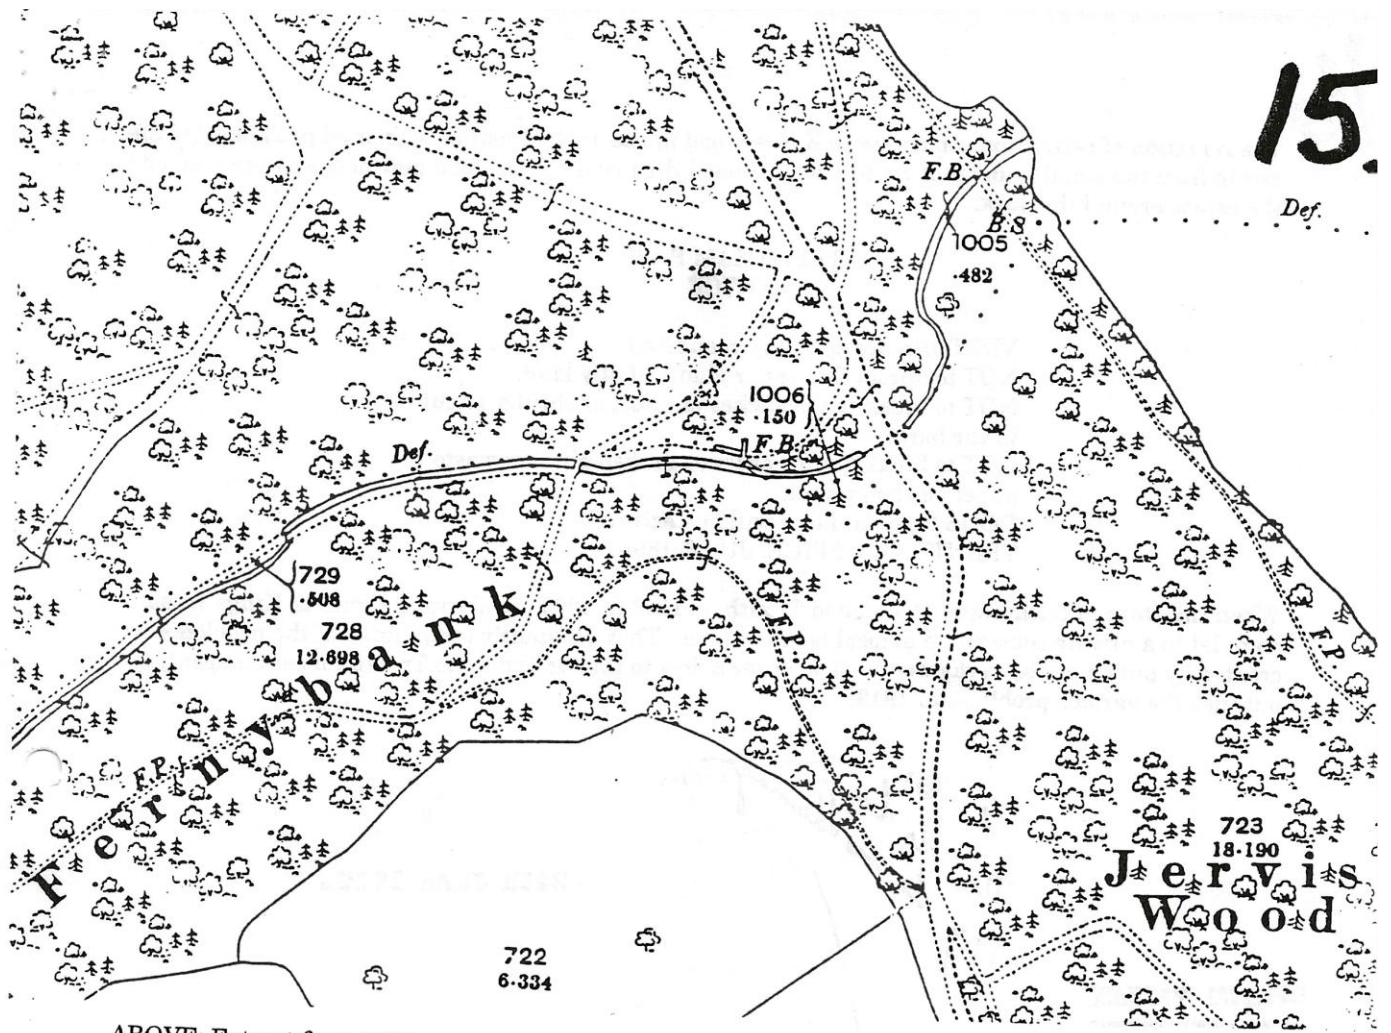 15.
F.B.
Def.
B.S.
1005
.482
1006
.150
F.B.
Def.
729
.508
728
12.698
Fernybank
F.P.
F.P.
F.P.
723
18.190
Jervis
Wood
722
6.334